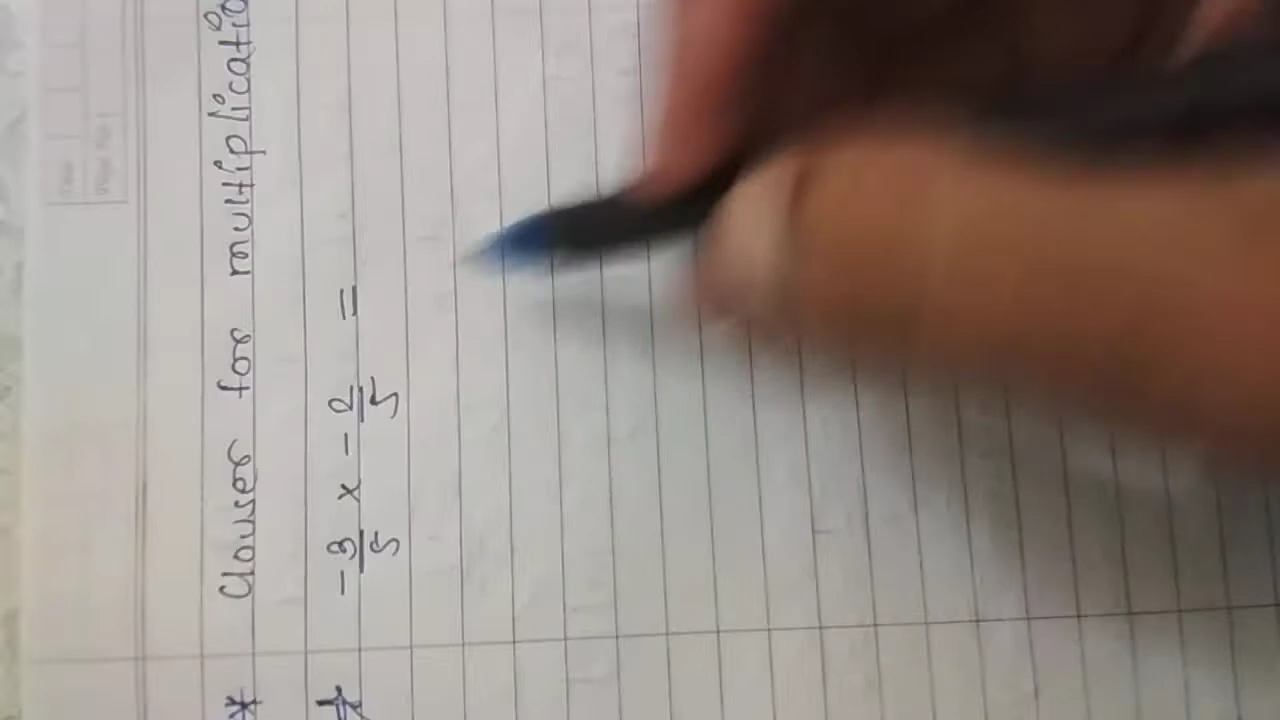 * Clouser for multiplicatio
-3/5 x -2/5 =